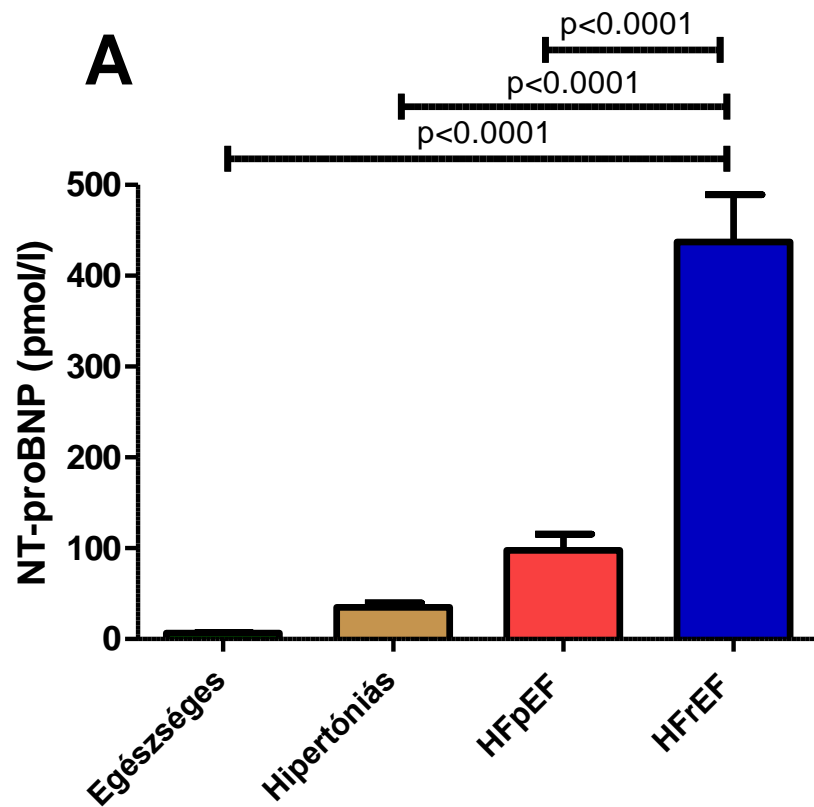 A
p<0.0001
p<0.0001
p<0.0001
NT-proBNP (pmol/l)
500
400
300
200
100
0
Egészséges
Hipertóniás
HFpEF
HFrEF